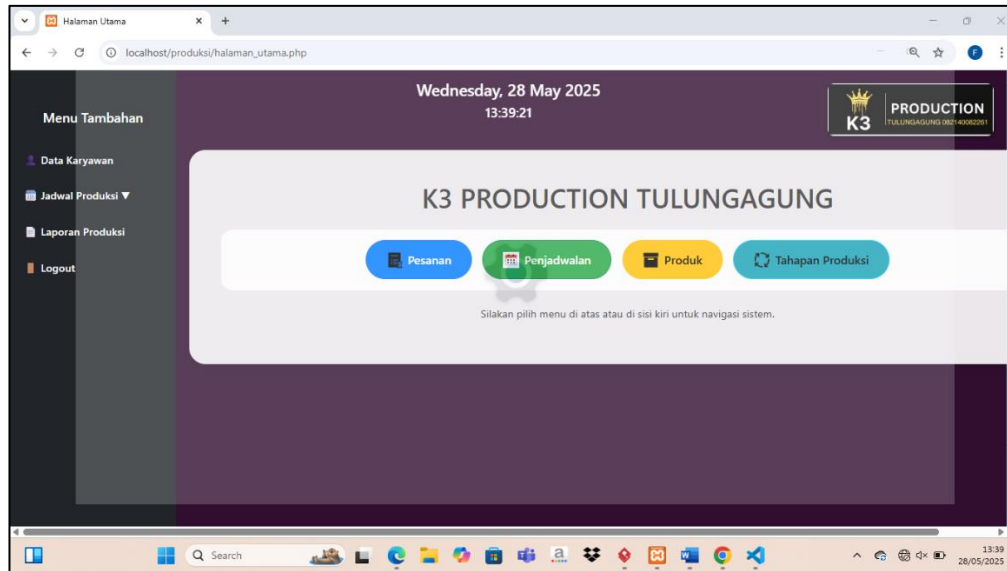 Halaman Utama
localhost/produksi/halaman_utama.php
F
Wednesday, 28 May 2025
13:39:21
K3 PRODUCTION
TULUNGAGUNG 082140082261
Menu Tambahan
Data Karyawan
Jadwal Produksi ▼
Laporan Produksi
Logout
K3 PRODUCTION TULUNGAGUNG
Pesanan Penjadwalan Produk Tahapan Produksi
Silakan pilih menu di atas atau di sisi kiri untuk navigasi sistem.
Search
13:39
28/05/2025